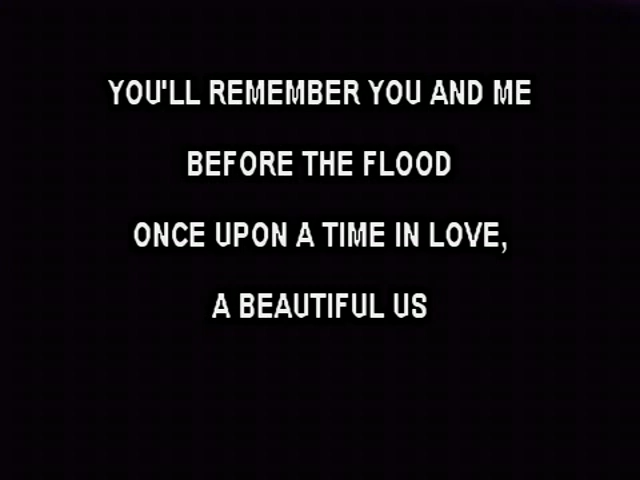 YOU'LL REMEMBER YOU AND ME
BEFORE THE FLOOD
ONCE UPON A TIME IN LOVE,
A BEAUTIFUL US